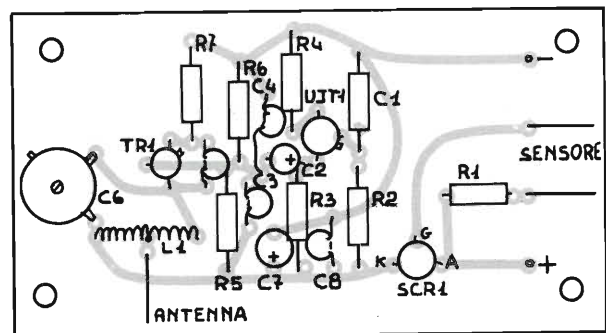 R7
R4
R6
C4
UJT1
C1
−
TR1
SENSORE
C2
C3
R1
C6
R3
R2
L1
G
K
A
+
R5
C7
C8
SCR1
ANTENNA